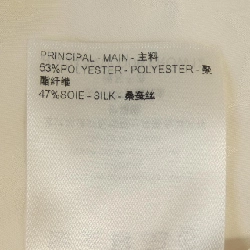 PRINCIPAL - MAIN - 主料
53%POLYESTER - POLYESTER - 聚
酯纤维
47%SOIE - SILK - 桑蚕丝